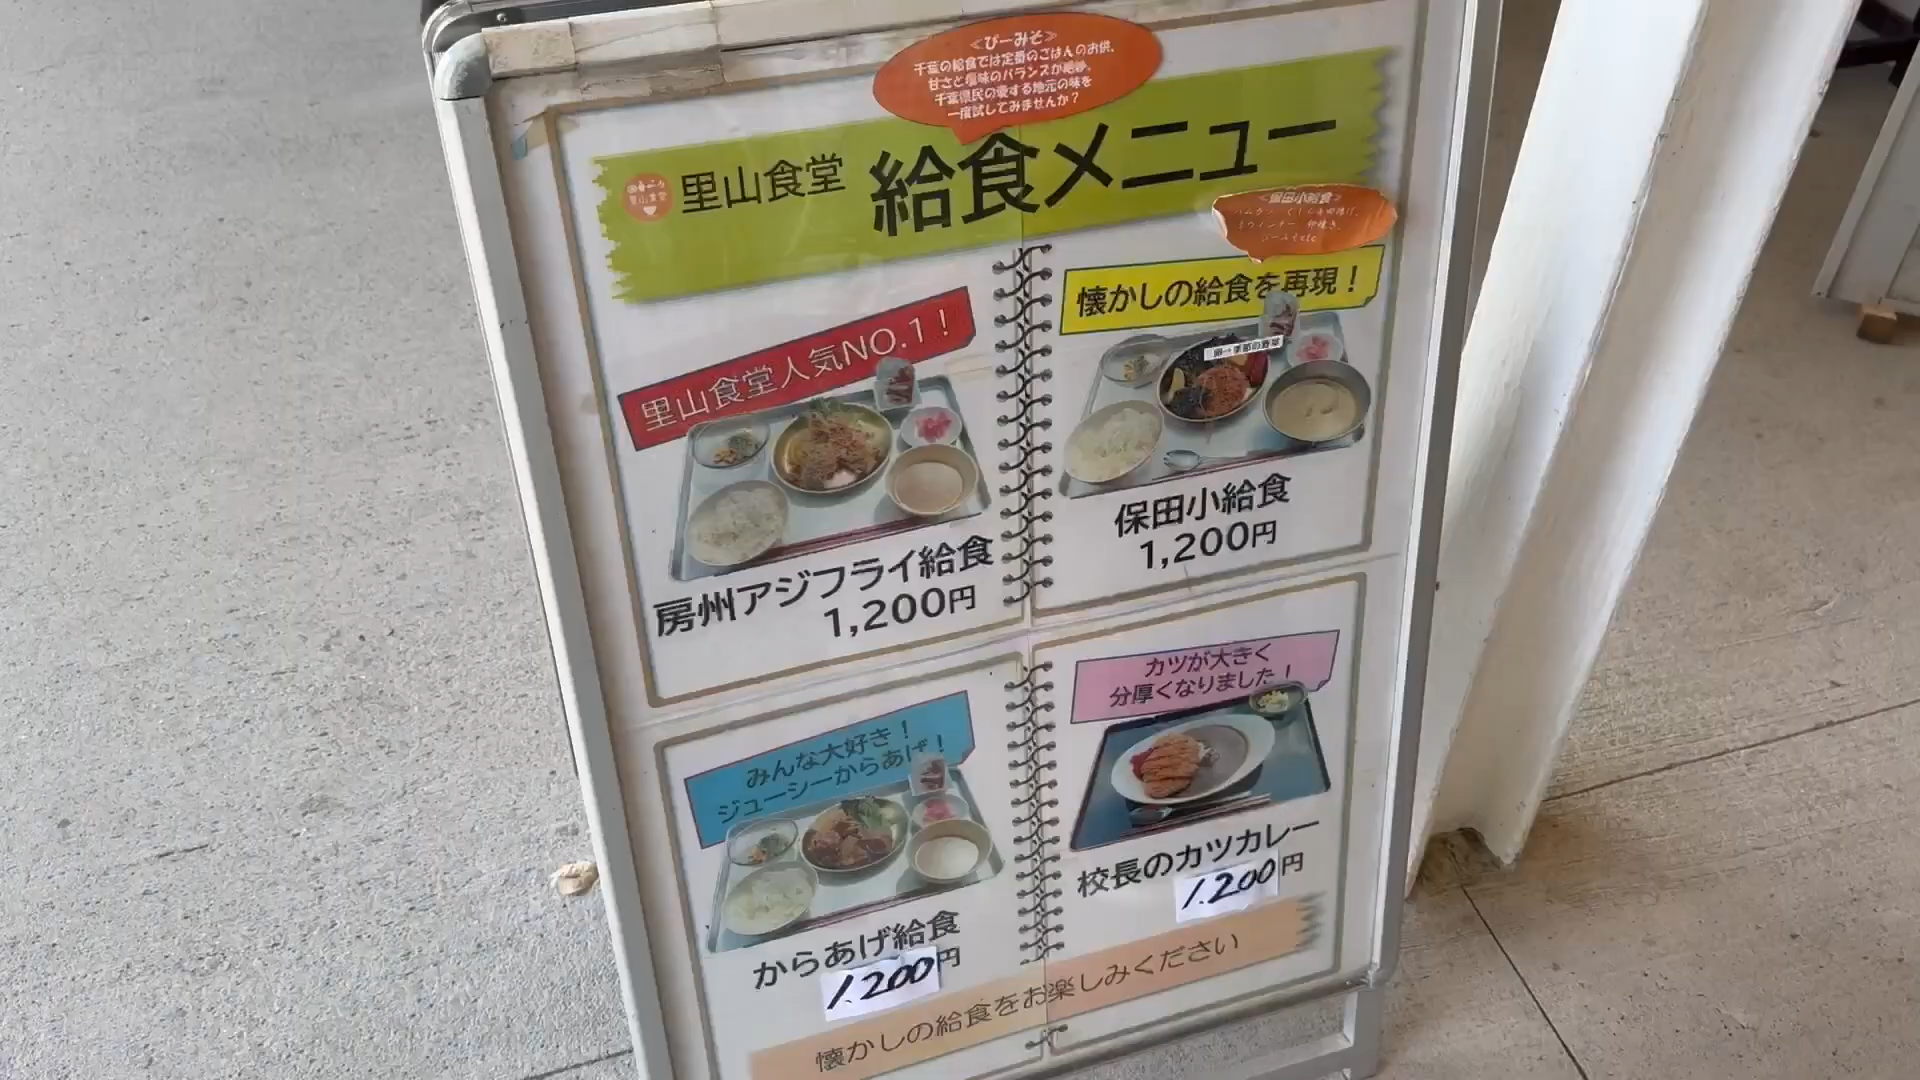 <ぴーみそ>
千葉の給食では定番のごはんのお供。
甘さと塩味のバランスが絶妙。
千葉県民の愛する地元の味を
一度試してみませんか？
里山食堂
給食メニュー
<保田小給食>
里山食堂人気NO.1！
懐かしの給食を再現！
房州アジフライ給食
1,200円
保田小給食
1,200円
みんな大好き！
ジューシーからあげ！
カツが大きく
分厚くなりました！
からあげ給食
1.200円
校長のカツカレー
1.200円
懐かしの給食をお楽しみください